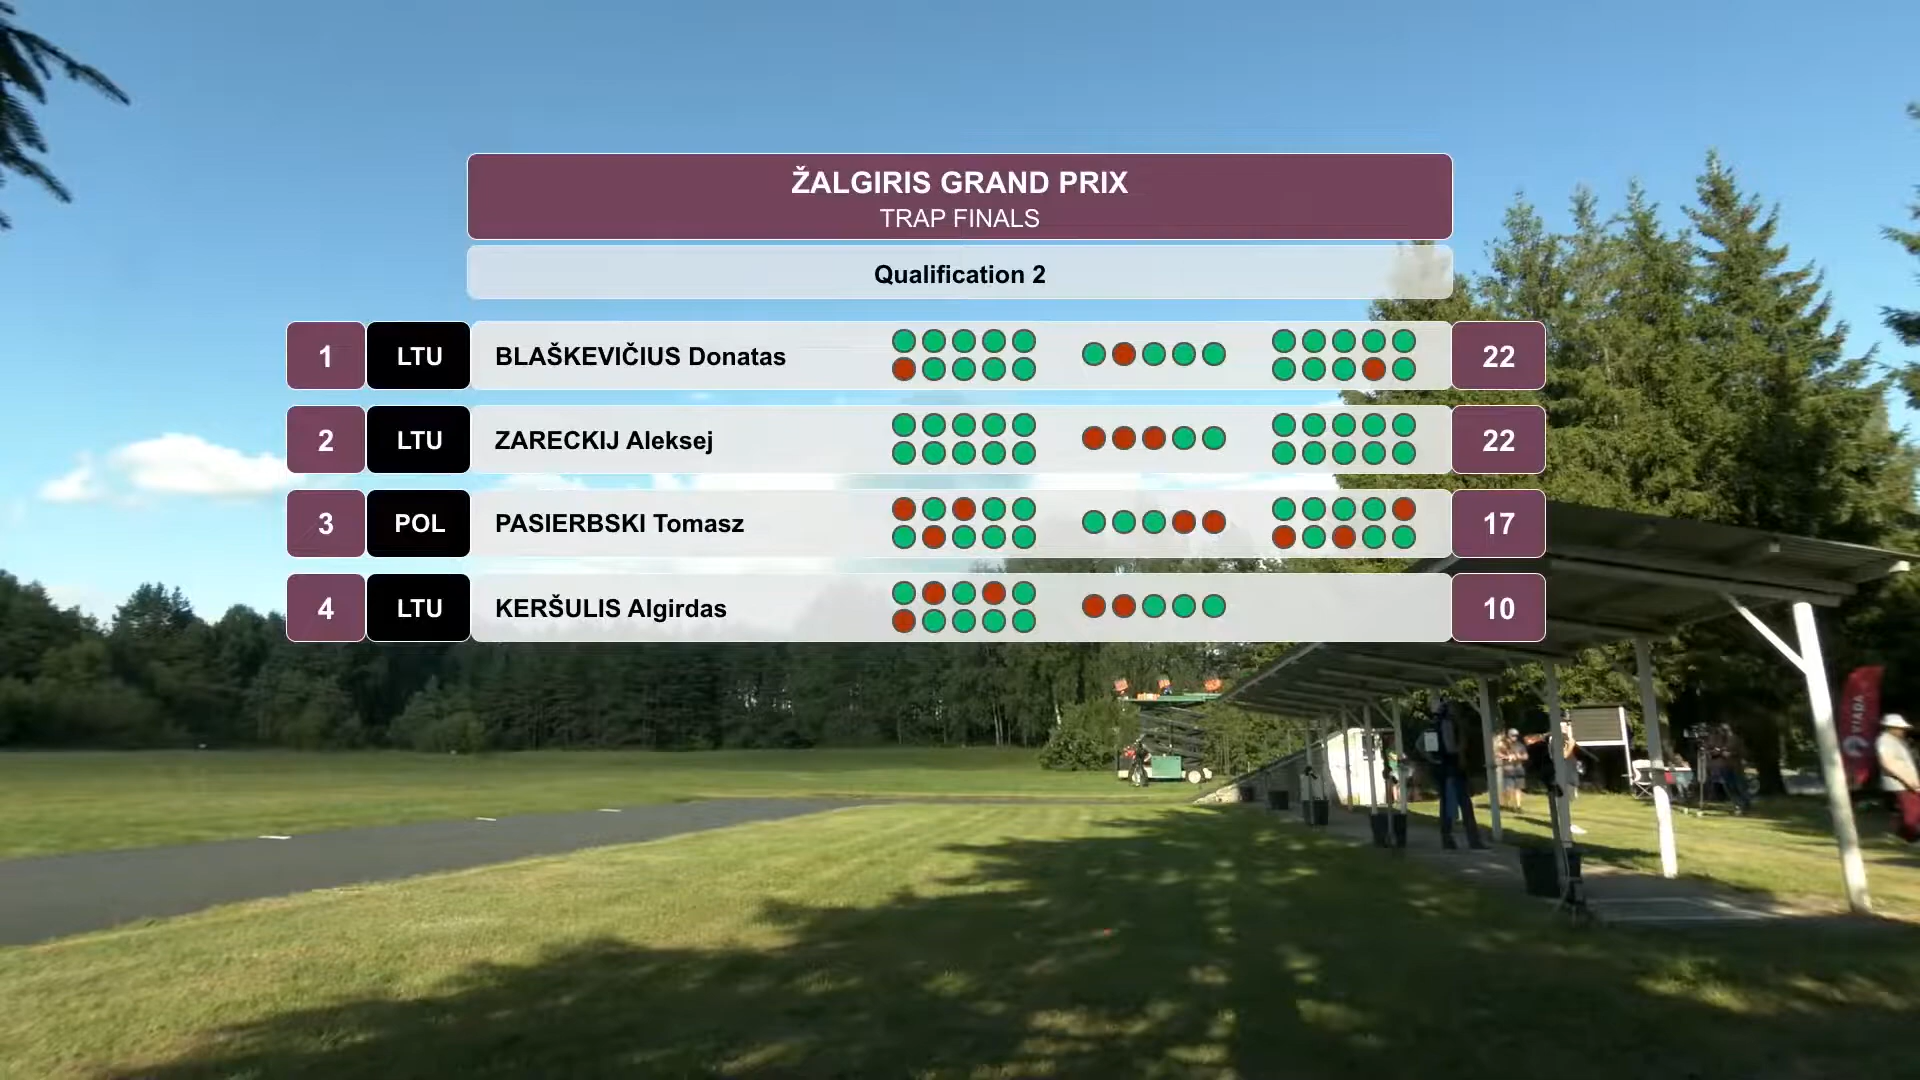 ŽALGIRIS GRAND PRIX
TRAP FINALS
Qualification 2
1 LTU BLAŠKEVIČIUS Donatas 22
2 LTU ZARECKIJ Aleksej 22
3 POL PASIERBSKI Tomasz 17
4 LTU KERŠULIS Algirdas 10
VIADA